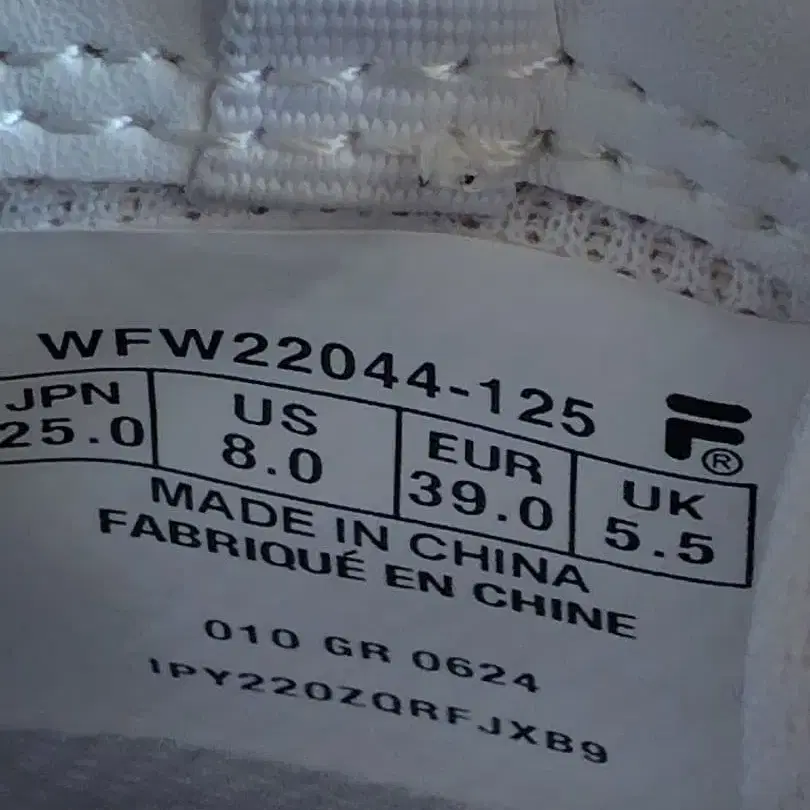 WFW22044-125
JPN US EUR UK
25.0 8.0 39.0 5.5
MADE IN CHINA
FABRIQUÉ EN CHINE
010 GR 0624
1PY220ZQRFJXB9
F®